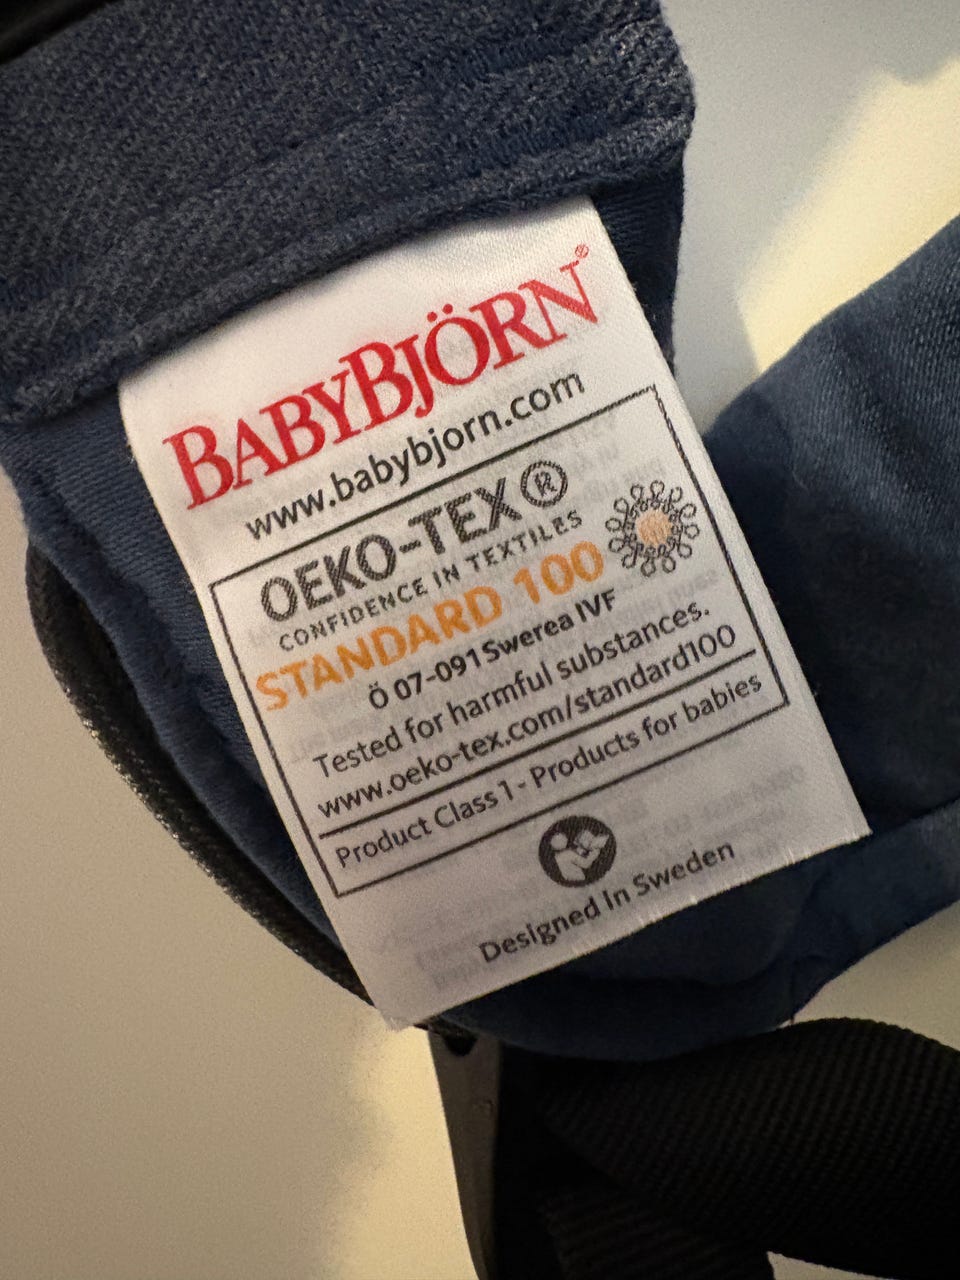 BABYBJÖRN®
www.babybjorn.com
OEKO-TEX®
CONFIDENCE IN TEXTILES
STANDARD 100
Ö 07-091 Swerea IVF
Tested for harmful substances.
www.oeko-tex.com/standard100
Product Class 1 - Products for babies
Designed In Sweden